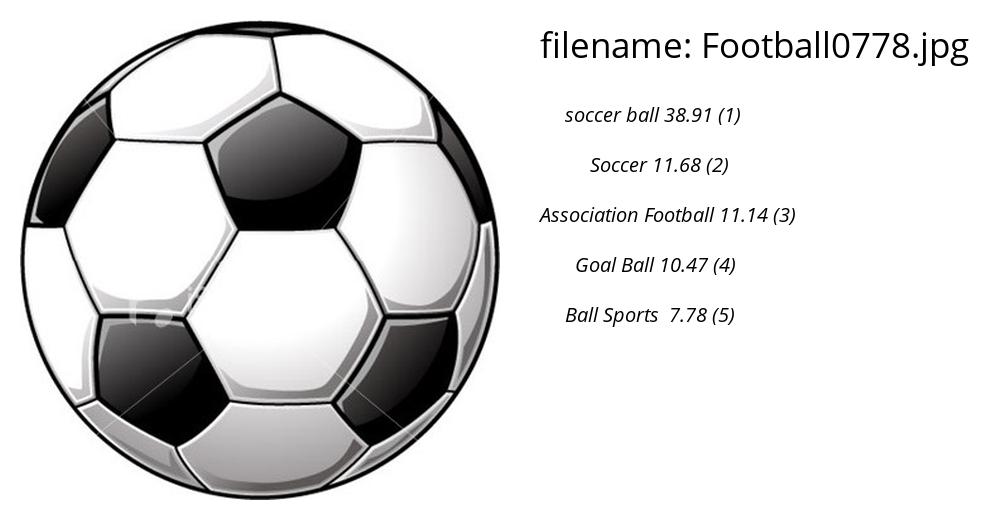 filename: Football0778.jpg
soccer ball 38.91 (1)
Soccer 11.68 (2)
Association Football 11.14 (3)
Goal Ball 10.47 (4)
Ball Sports 7.78 (5)